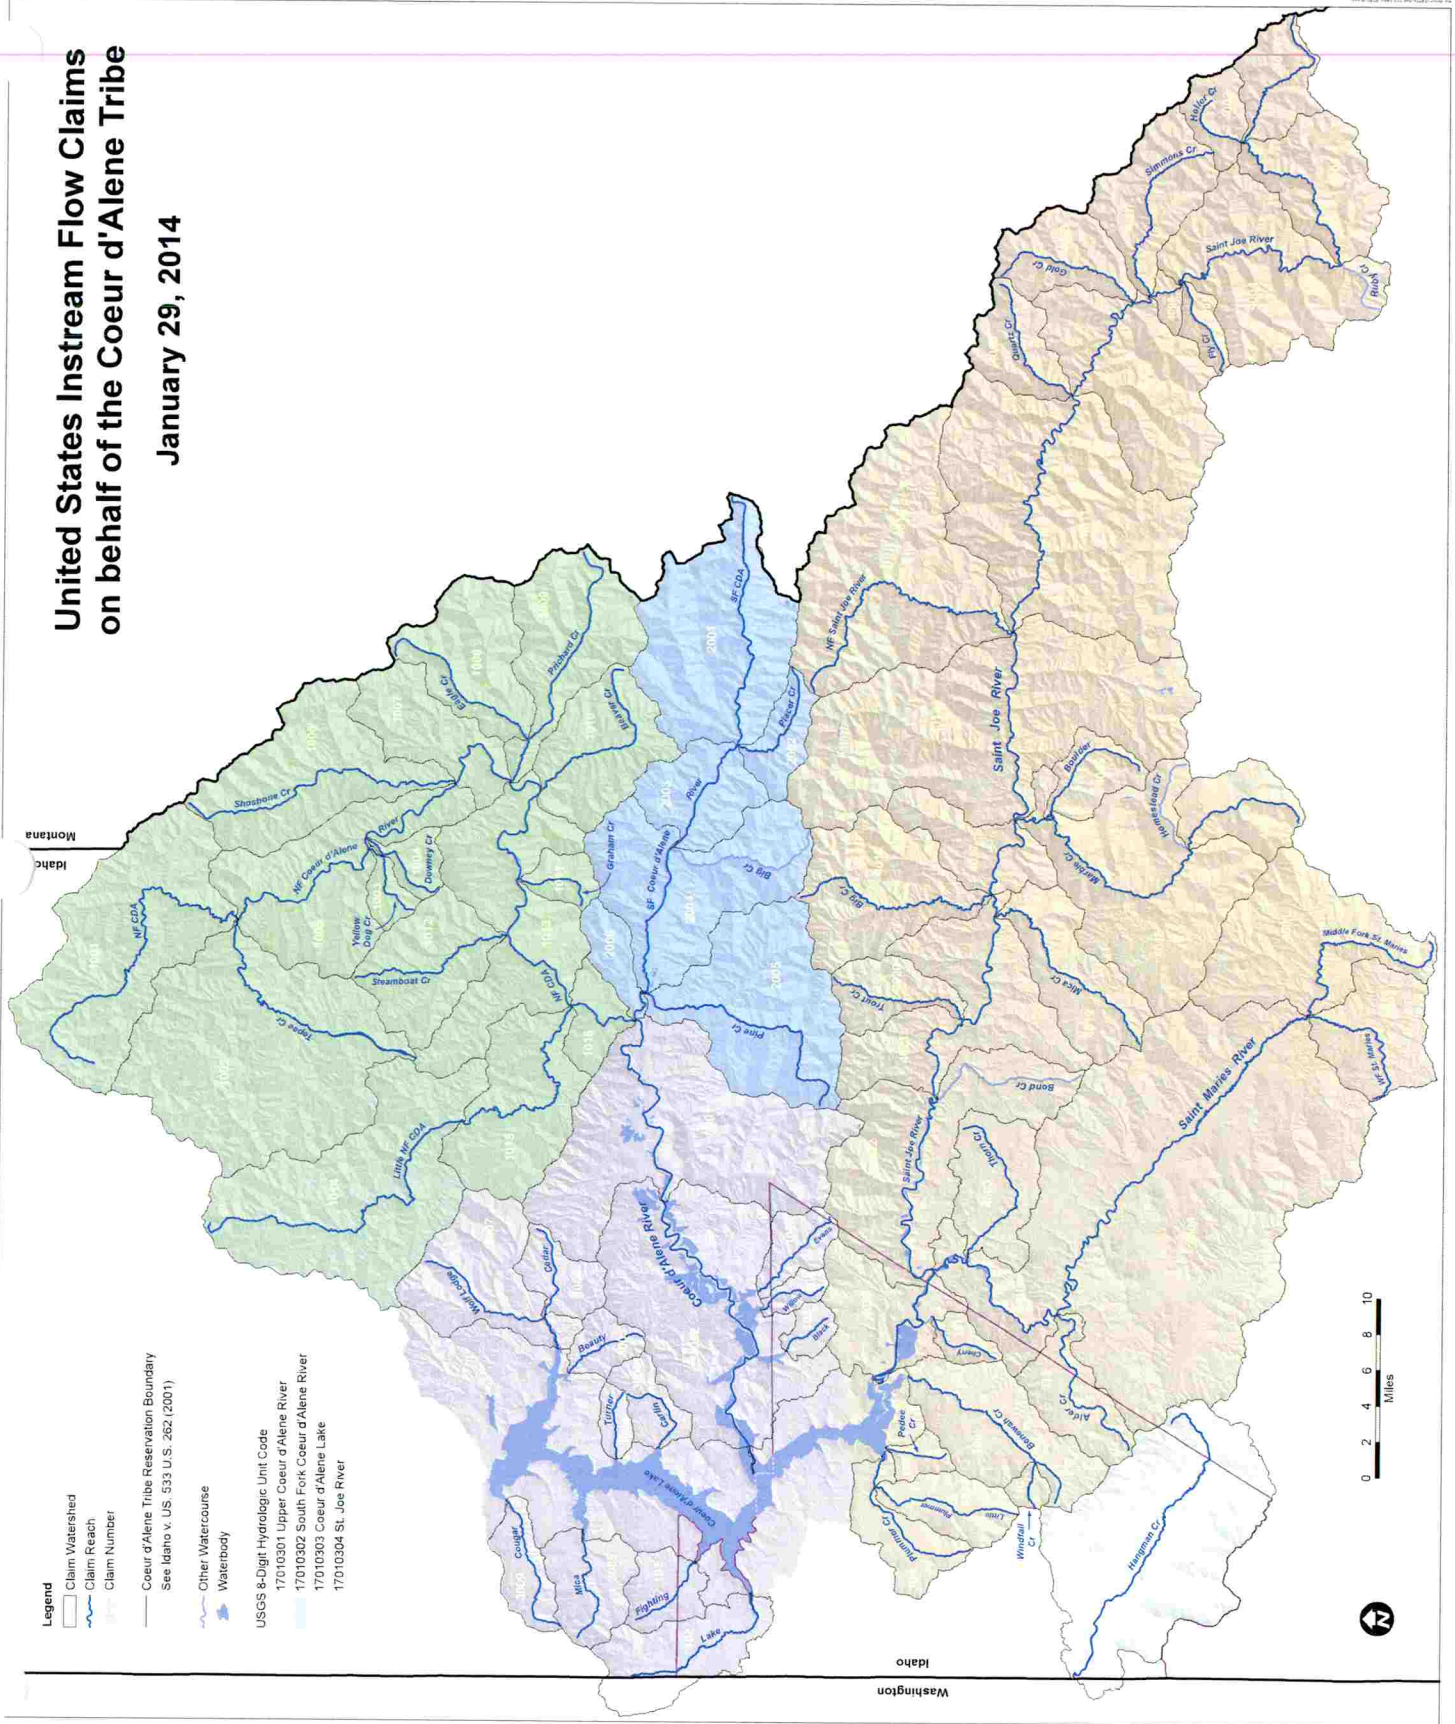 United States Instream Flow Claims
on behalf of the Coeur d'Alene Tribe
January 29, 2014
Legend
Claim Watershed
Claim Reach
Claim Number
Coeur d'Alene Tribe Reservation Boundary
See Idaho v. US. 533 U.S. 262 (2001)
Other Watercourse
Waterbody
USGS 8-Digit Hydrologic Unit Code
17010301 Upper Coeur d'Alene River
17010302 South Fork Coeur d'Alene River
17010303 Coeur d'Alene Lake
17010304 St. Joe River
Idaho
Montana
NF CDA
Tepee Cr
Shoshone Cr
NF Coeur d'Alene
River
Yellow
Dog Cr
Downey Cr
Steamboat Cr
Eagle Cr
Prichard Cr
Beaver Cr
Little NF CDA
NF CDA
Graham Cr
SF CDA
2001
Placer Cr
SF Coeur d'Alene
River
Big Cr
Pine Cr
Wolf Lodge
Cedar
Beauty
Turner
Carlin
Cougar
Mica
Fighting
Lake
Coeur d'Alene Lake
Coeur d'Alene River
Evans
Willow
Black
NF Saint Joe River
Saint Joe River
Big Cr
Trout Cr
Mica Cr
Bond Cr
Saint Joe River
Thorn Cr
Cherry
Alder Cr
Benewah Cr
Pedee
Cr
Plummer Cr
Little
Plummer
Windfall
Cr
Hangman Cr
Saint Maries River
Middle Fork St. Maries
WF St. Maries
Marble Cr
Boulder
Homestead Cr
Quartz Cr
Gold Cr
Simmons Cr
Heller Cr
Saint Joe River
Fly Cr
Ruby Cr
Washington
Idaho
0 2 4 6 8 10
Miles
N